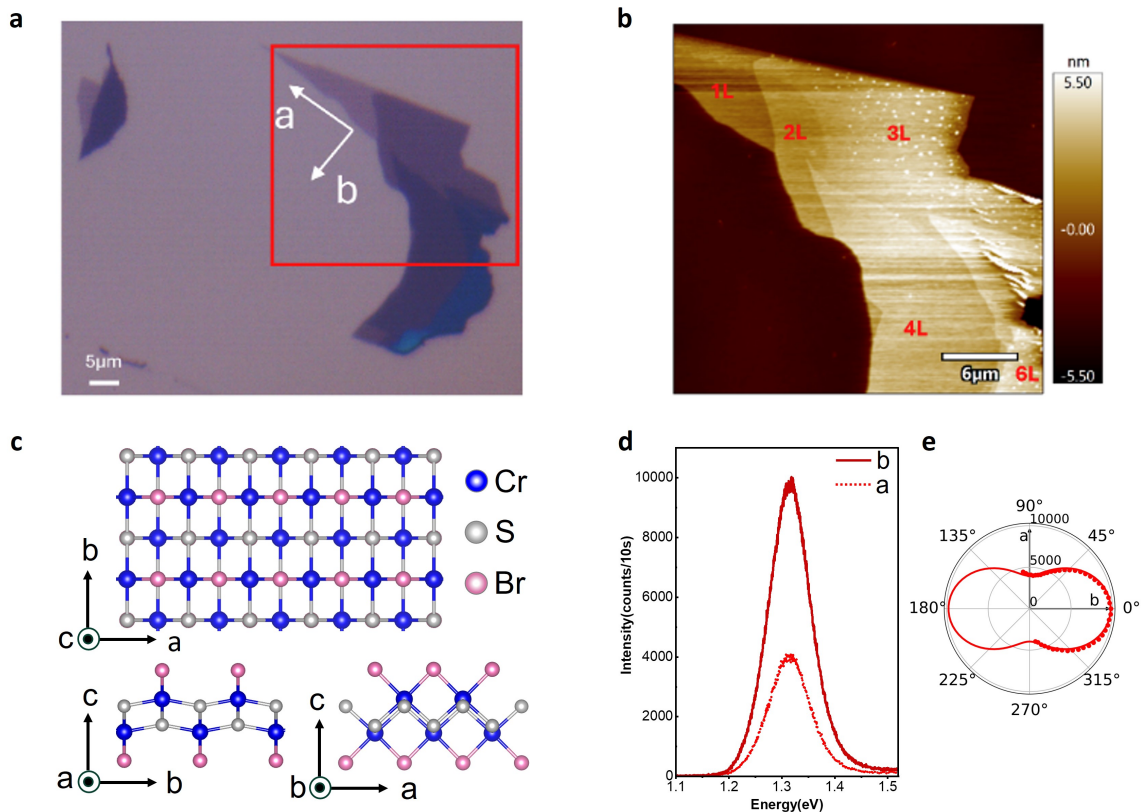 a
a
b
5μm
b
1L
2L
3L
4L
6L
6μm
nm
5.50
-0.00
-5.50
c
b
c
a
Cr
S
Br
c
a
b
c
b
a
d
b
a
Intensity(counts/10s)
10000
8000
6000
4000
2000
0
1.1
1.2
1.3
1.4
1.5
Energy(eV)
e
90°
10000
135°
a
45°
5000
180°
0
b
0°
225°
315°
270°